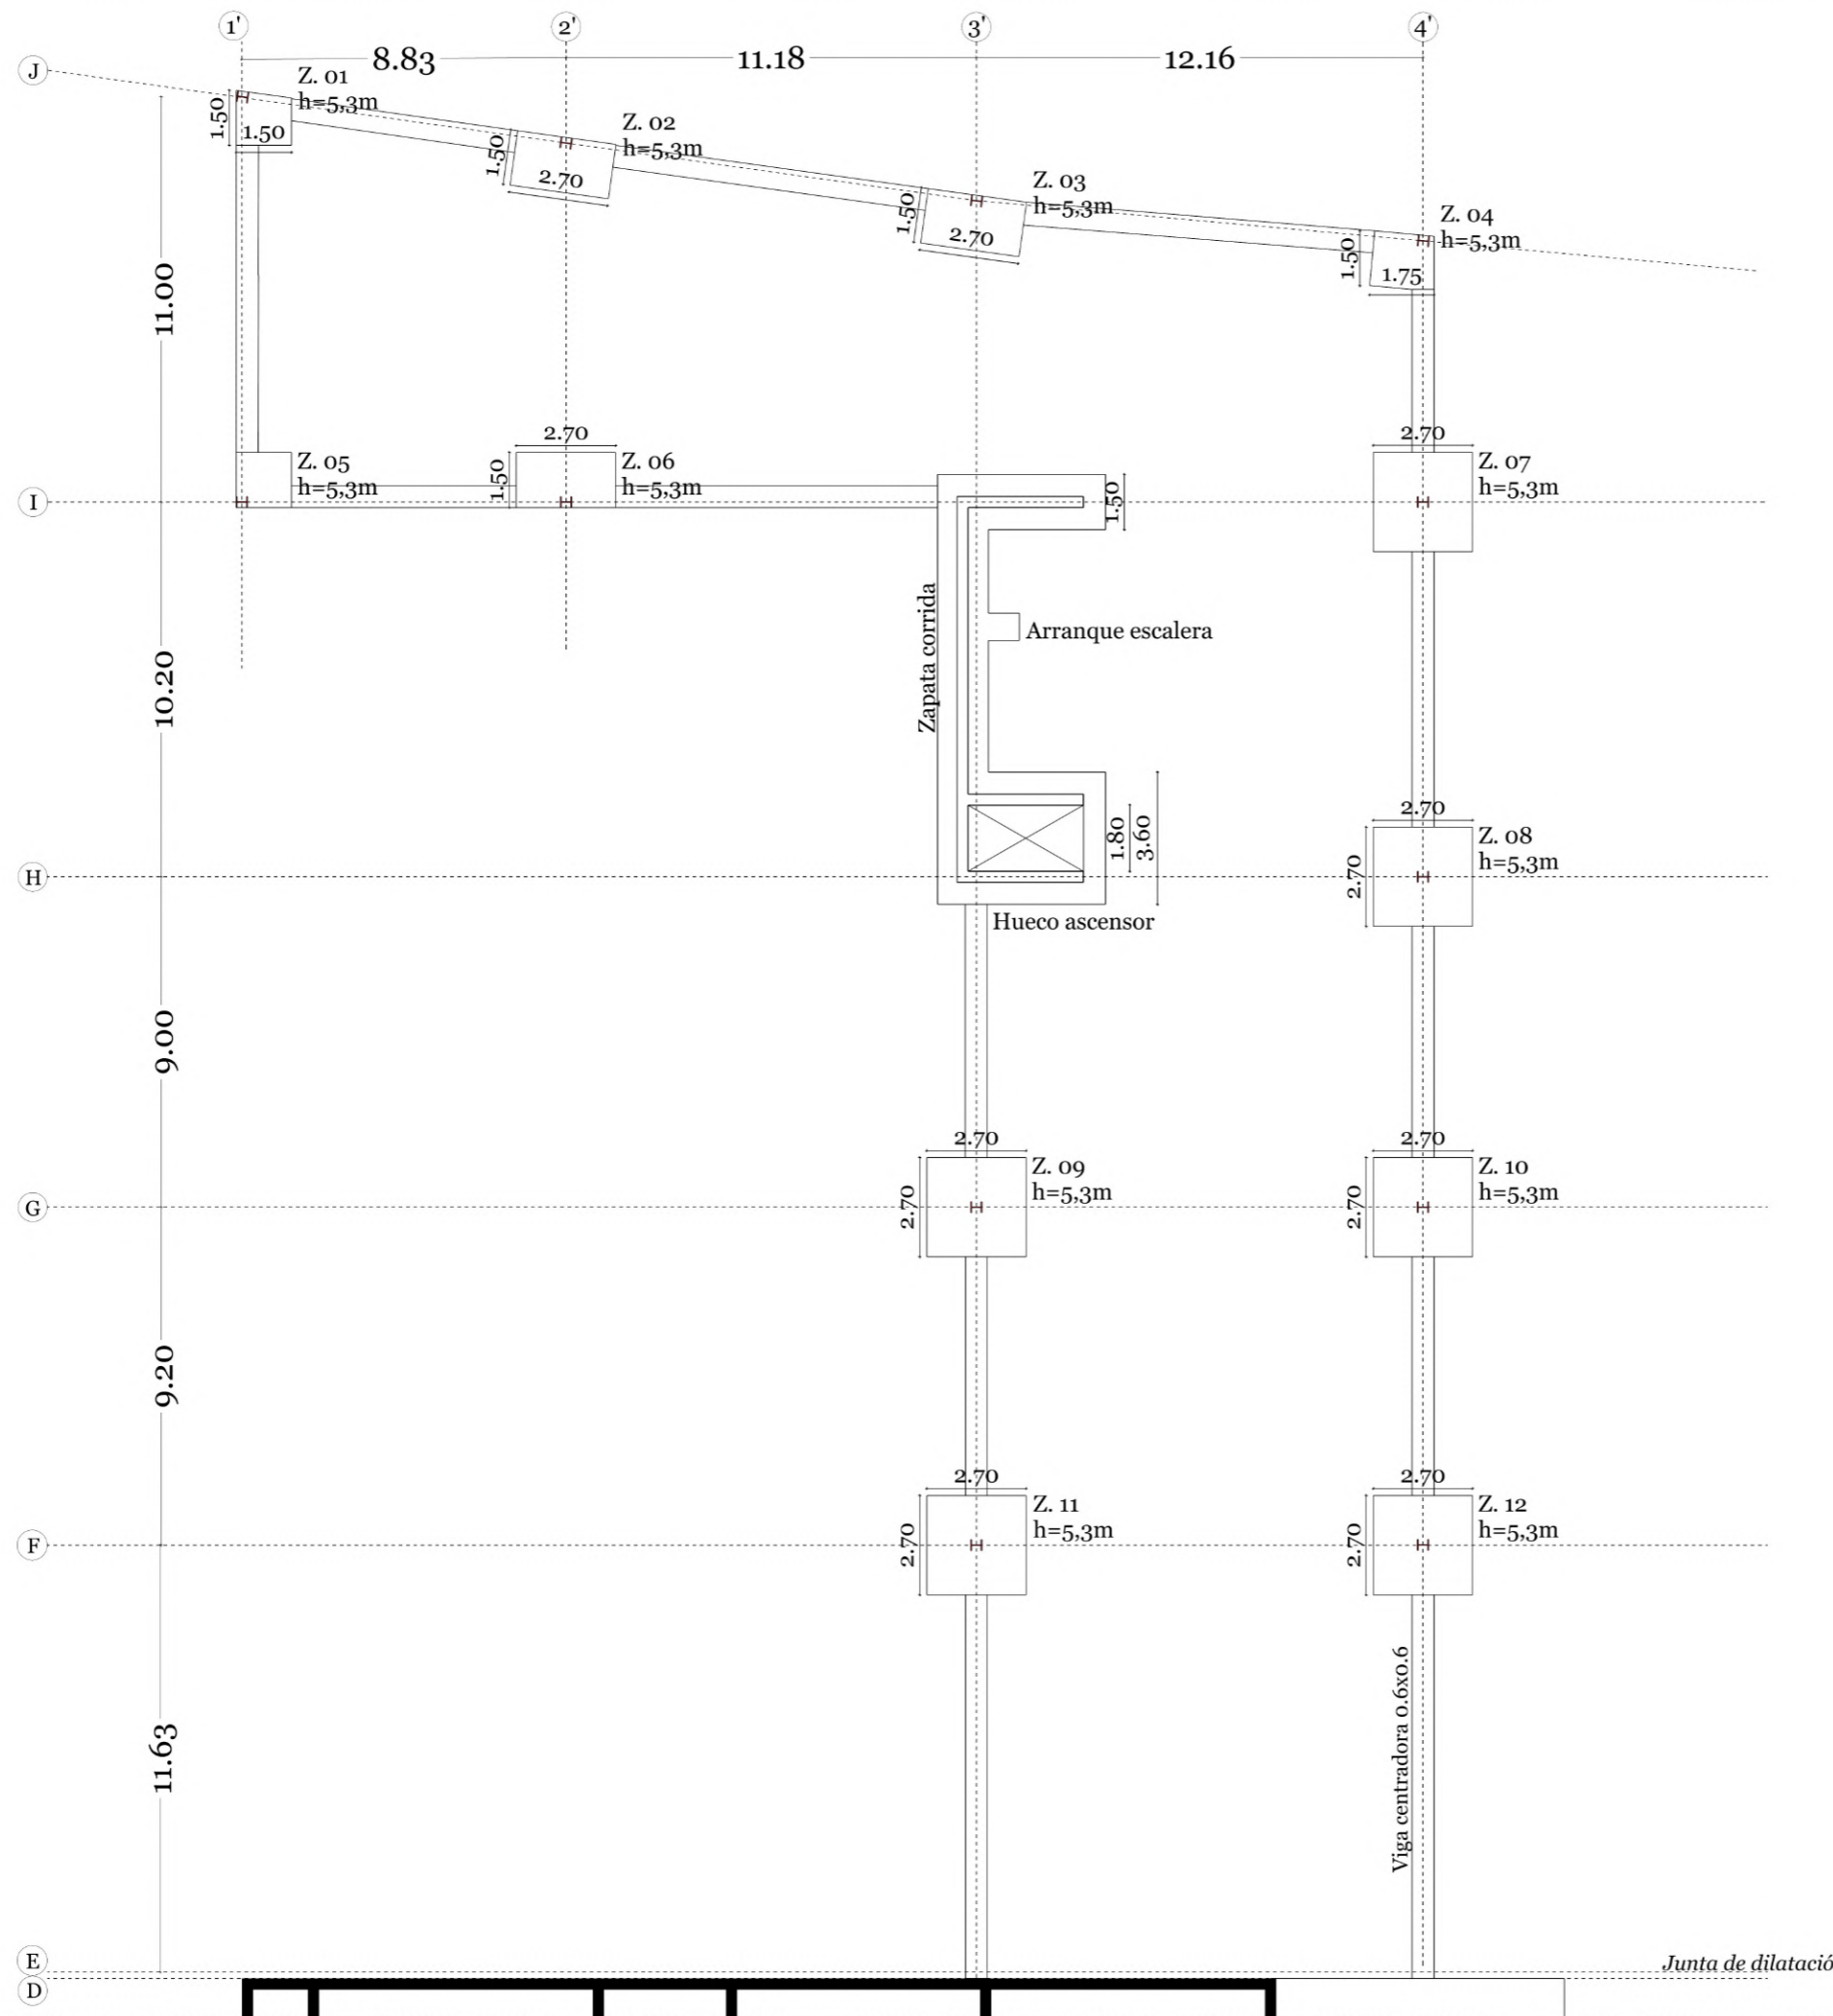 1'
2'
3'
4'
8.83
11.18
12.16
J
Z. 01
h=5,3m
1.50
1.50
Z. 02
h=5,3m
1.50
2.70
Z. 03
h=5,3m
1.50
2.70
Z. 04
h=5,3m
1.50
1.75
11.00
2.70
Z. 05
h=5,3m
1.50
Z. 06
h=5,3m
2.70
Z. 07
h=5,3m
I
1.50
Zapata corrida
Arranque escalera
10.20
1.80
3.60
2.70
Z. 08
h=5,3m
2.70
H
Hueco ascensor
9.00
2.70
Z. 09
h=5,3m
2.70
2.70
Z. 10
h=5,3m
2.70
G
9.20
2.70
Z. 11
h=5,3m
2.70
2.70
Z. 12
h=5,3m
2.70
F
11.63
Viga centradora 0.6x0.6
E
Junta de dilatació
D